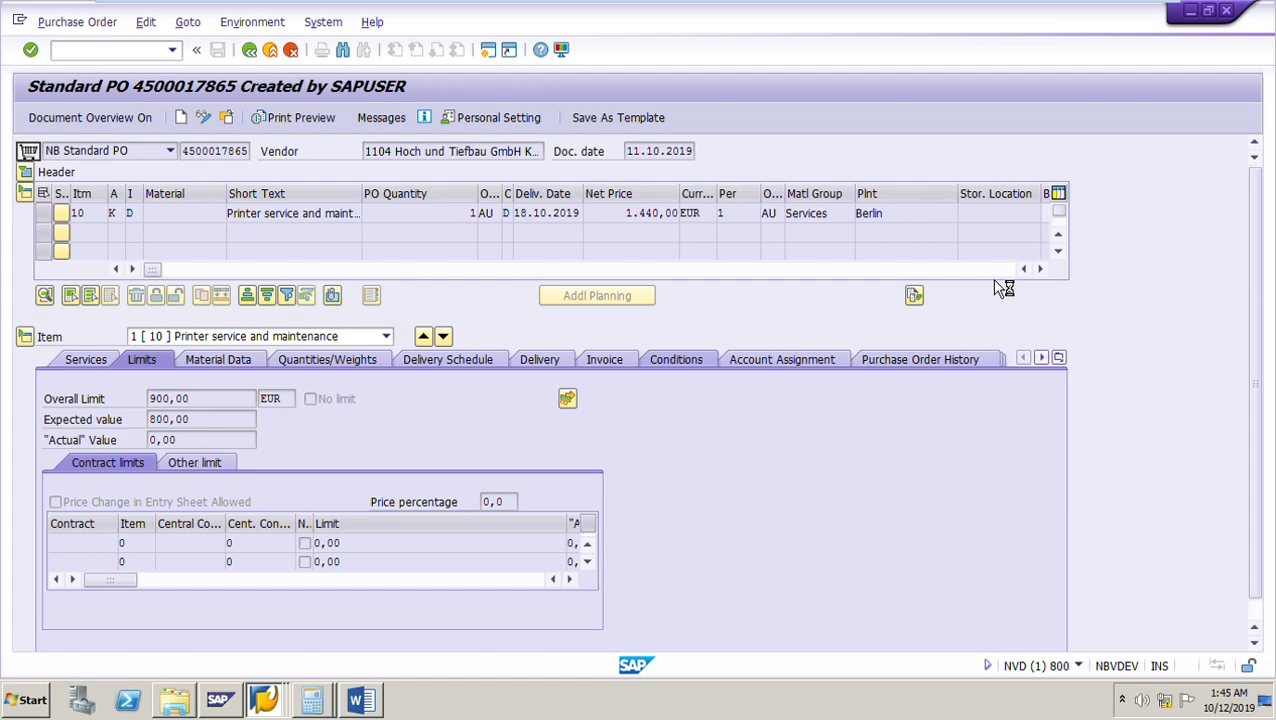 Purchase Order Edit Goto Environment System Help
Standard PO 4500017865 Created by SAPUSER
Document Overview On Print Preview Messages Personal Setting Save As Template
NB Standard PO 4500017865 Vendor 1104 Hoch und Tiefbau GmbH K... Doc. date 11.10.2019
Header
S.. Itm A I Material Short Text PO Quantity O... C Deliv. Date Net Price Curr... Per O... Matl Group Plnt Stor. Location B
10 K D Printer service and maint... 1 AU D 18.10.2019 1.440,00 EUR 1 AU Services Berlin
Addl Planning
Item 1 [ 10 ] Printer service and maintenance
Services Limits Material Data Quantities/Weights Delivery Schedule Delivery Invoice Conditions Account Assignment Purchase Order History
Overall Limit 900,00 EUR No limit
Expected value 800,00
"Actual" Value 0,00
Contract limits Other limit
Price Change in Entry Sheet Allowed Price percentage 0,0
Contract Item Central Co... Cent. Con... N.. Limit "A
0 0 0,00 0,
0 0 0,00 0,
SAP NVD (1) 800 NBVDEV INS
Start SAP 1:45 AM
10/12/2019